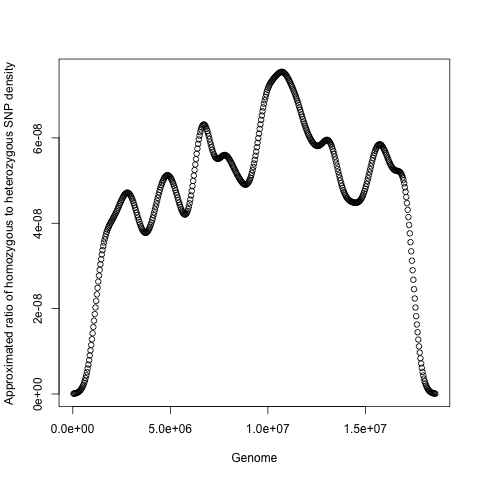 Approximated ratio of homozygous to heterozygous SNP density
6e-08
4e-08
2e-08
0e+00
0.0e+00 5.0e+06 1.0e+07 1.5e+07
Genome